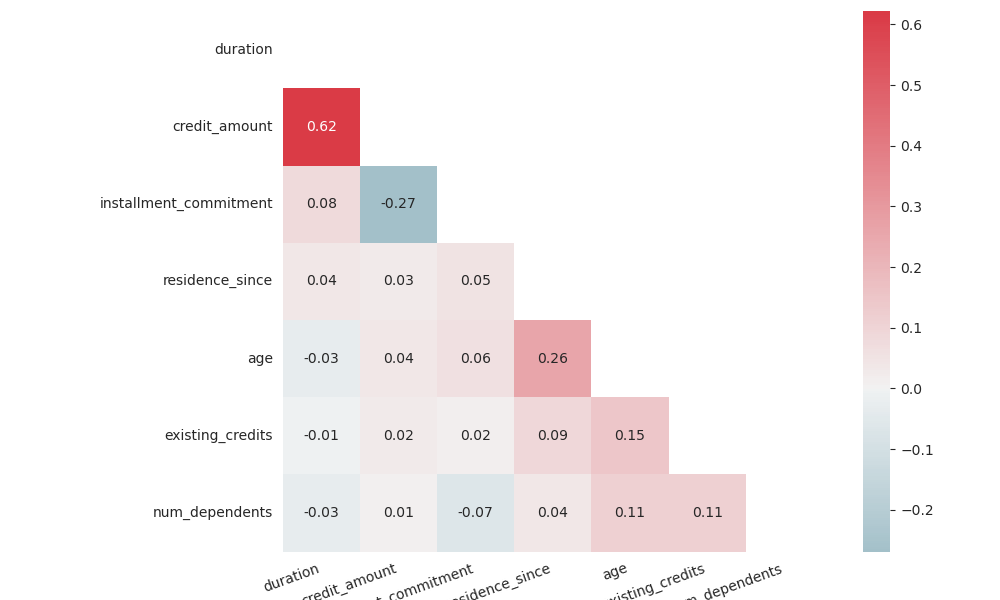 duration
credit_amount 0.62
installment_commitment 0.08 -0.27
residence_since 0.04 0.03 0.05
age -0.03 0.04 0.06 0.26
existing_credits -0.01 0.02 0.02 0.09 0.15
num_dependents -0.03 0.01 -0.07 0.04 0.11 0.11
duration
credit_amount
t_commitment
esidence_since
age
existing_credits
m_dependents
0.6
0.5
0.4
0.3
0.2
0.1
0.0
−0.1
−0.2